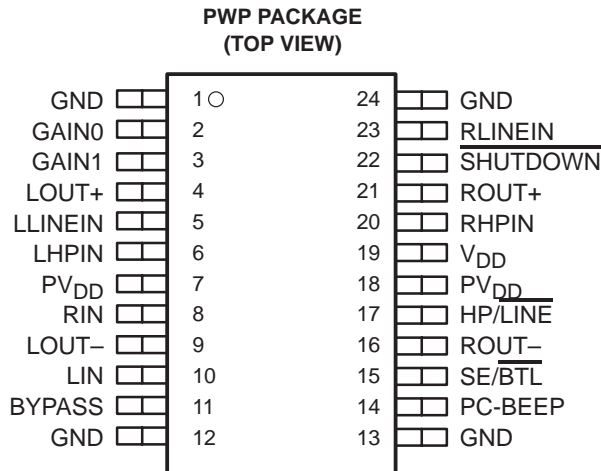 PWP PACKAGE
(TOP VIEW)
GND 1 24 GND
GAIN0 2 23 RLINEIN
GAIN1 3 22 SHUTDOWN
LOUT+ 4 21 ROUT+
LLINEIN 5 20 RHPIN
LHPIN 6 19 VDD
PVDD 7 18 PVDD
RIN 8 17 HP/LINE
LOUT– 9 16 ROUT–
LIN 10 15 SE/BTL
BYPASS 11 14 PC-BEEP
GND 12 13 GND